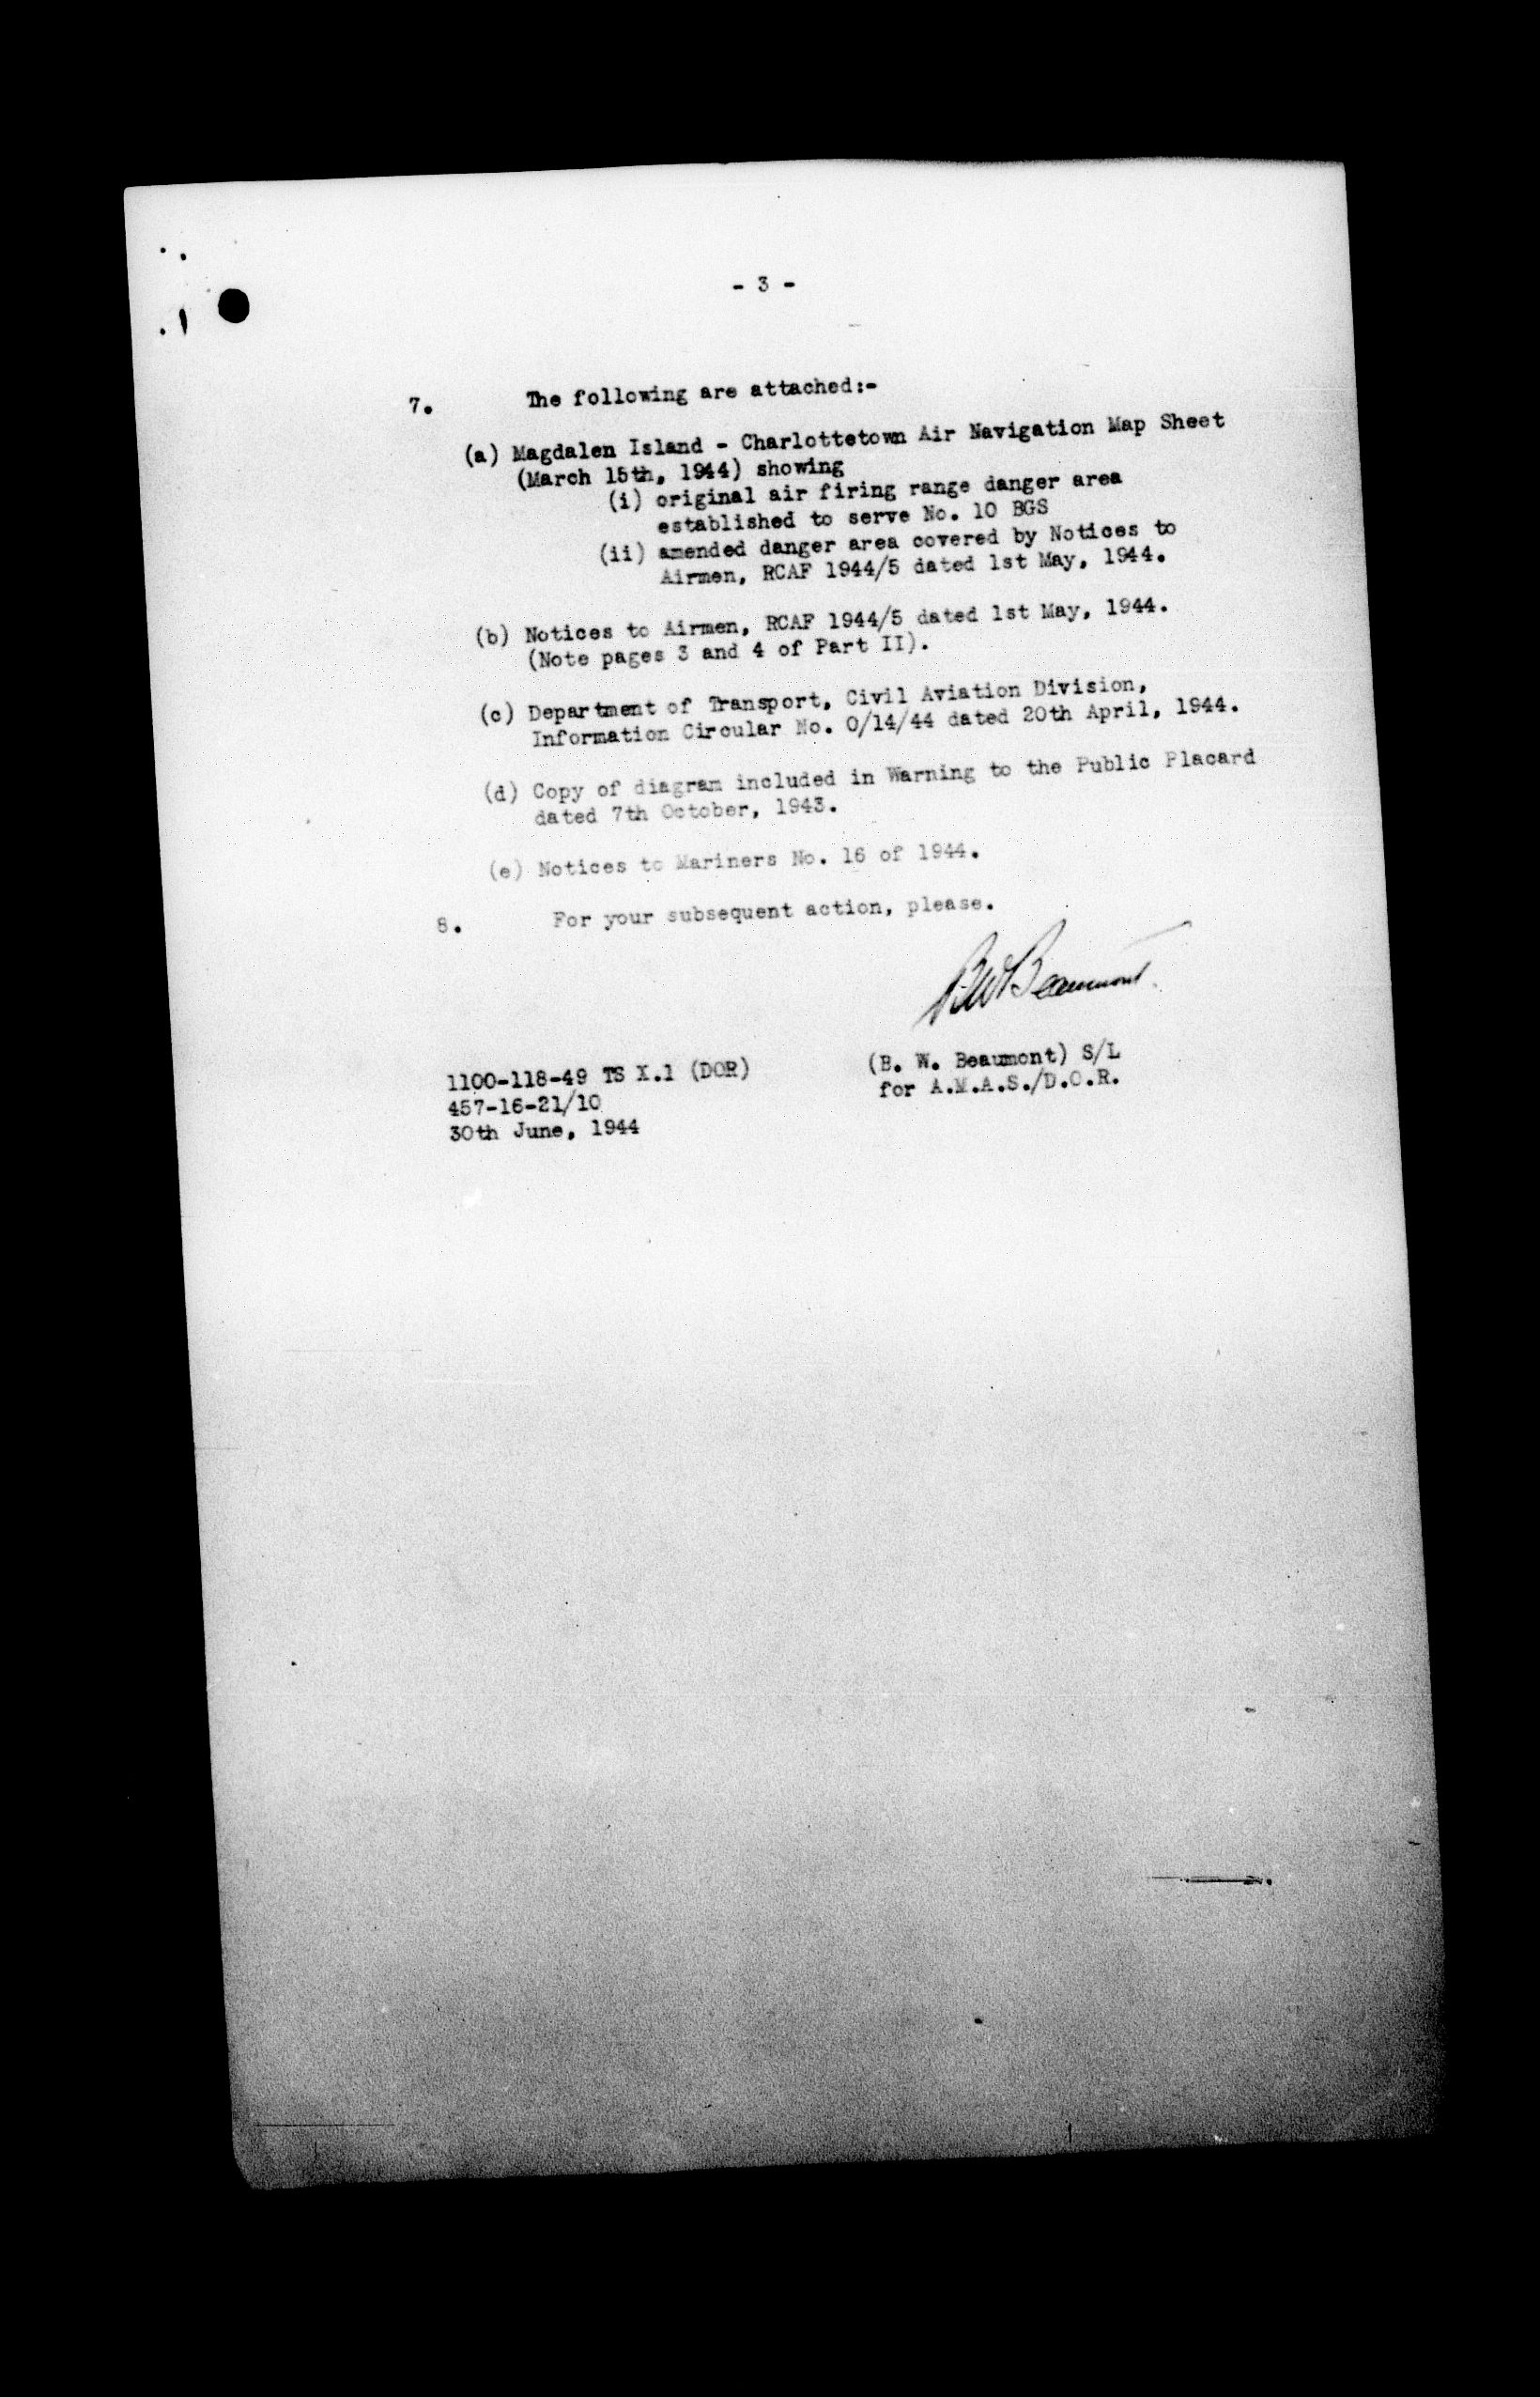 - 3 -
7. The following are attached:-
(a) Magdalen Island - Charlottetown Air Navigation Map Sheet
(March 15th, 1944) showing
(i) original air firing range danger area
established to serve No. 10 BGS
(ii) amended danger area covered by Notices to
Airmen, RCAF 1944/5 dated 1st May, 1944.
(b) Notices to Airmen, RCAF 1944/5 dated 1st May, 1944.
(Note pages 3 and 4 of Part II).
(c) Department of Transport, Civil Aviation Division,
Information Circular No. 0/14/44 dated 20th April, 1944.
(d) Copy of diagram included in Warning to the Public Placard
dated 7th October, 1943.
(e) Notices to Mariners No. 16 of 1944.
8. For your subsequent action, please.
B.W Beaumont
(B. W. Beaumont) S/L
for A.M.A.S./D.O.R.
1100-118-49 TS X.1 (DOR)
457-16-21/10
30th June, 1944